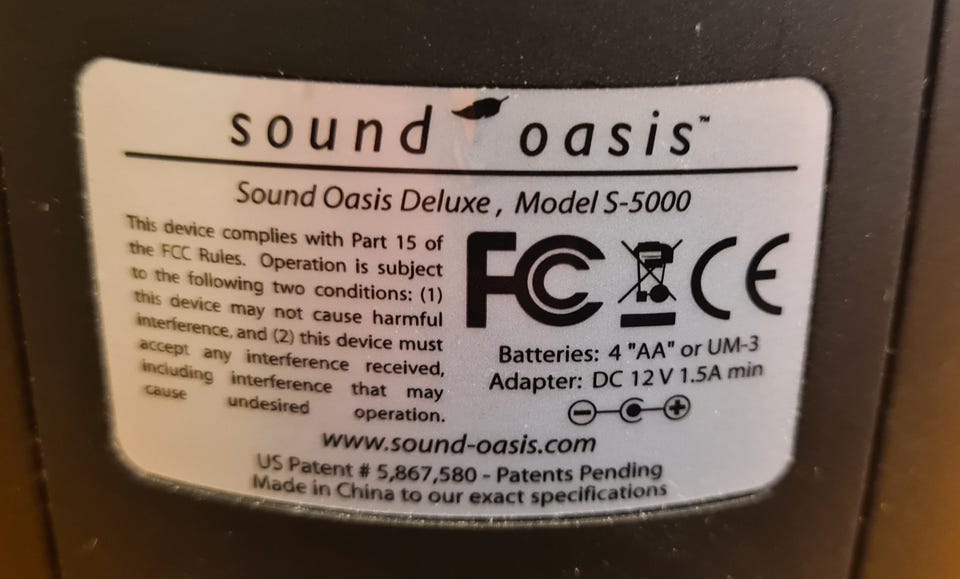 sound oasis™
Sound Oasis Deluxe, Model S-5000
This device complies with Part 15 of
the FCC Rules. Operation is subject
to the following two conditions: (1)
this device may not cause harmful
interference, and (2) this device must
accept any interference received,
including interference that may
cause undesired operation.
FC CE
Batteries: 4 "AA" or UM-3
Adapter: DC 12 V 1.5A min
www.sound-oasis.com
US Patent # 5,867,580 - Patents Pending
Made in China to our exact specifications